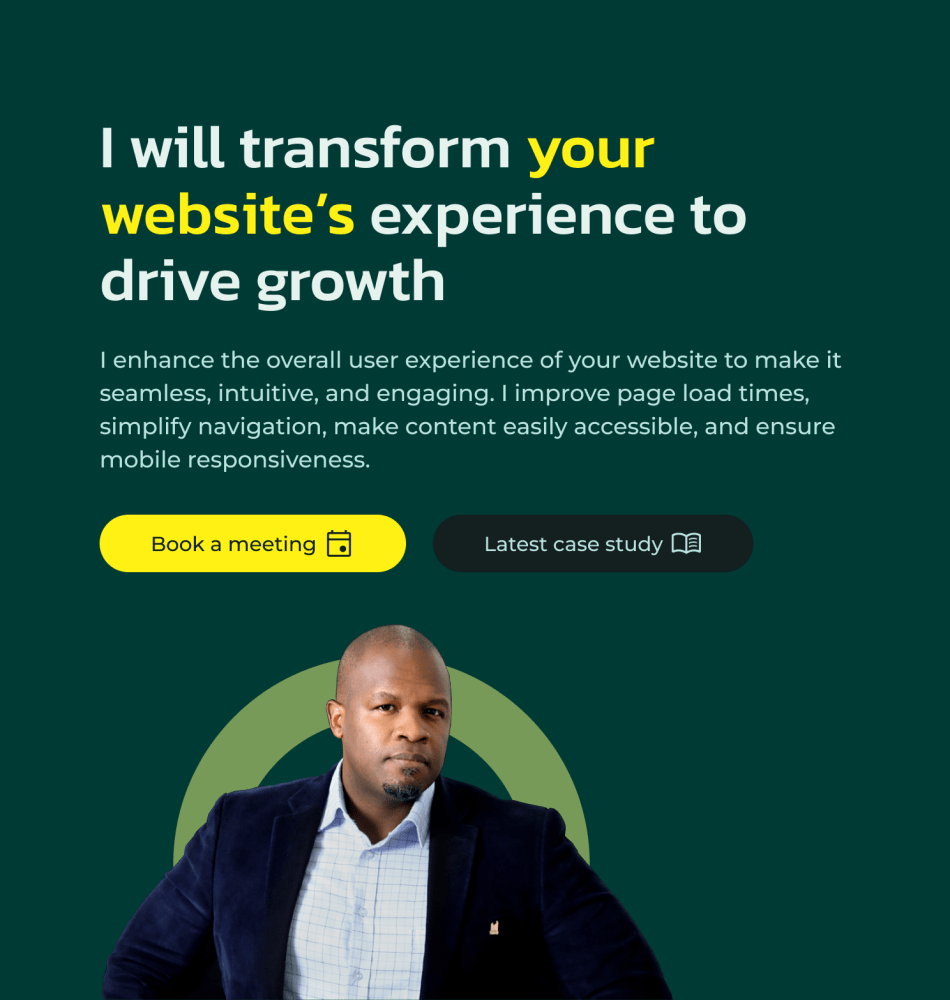 I will transform your
website’s experience to
drive growth
I enhance the overall user experience of your website to make it
seamless, intuitive, and engaging. I improve page load times,
simplify navigation, make content easily accessible, and ensure
mobile responsiveness.
Book a meeting
Latest case study